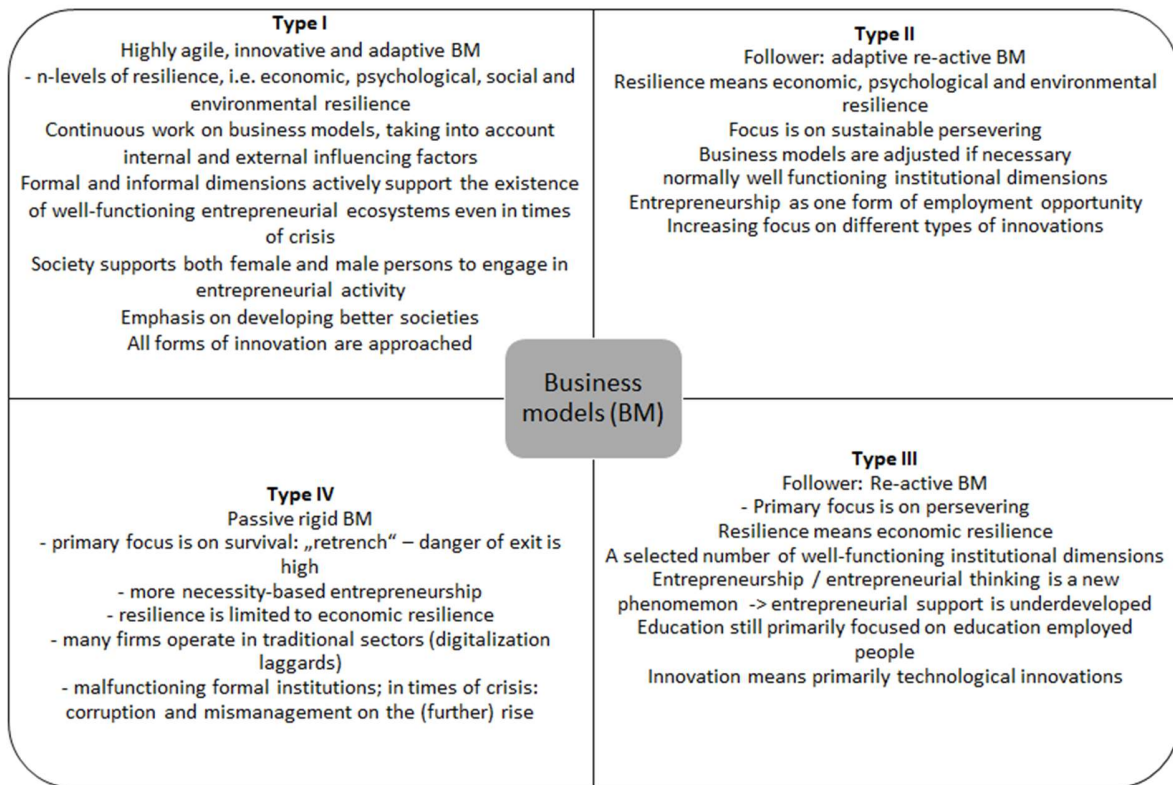 Type I
Highly agile, innovative and adaptive BM
- n-levels of resilience, i.e. economic, psychological, social and
environmental resilience
Continuous work on business models, taking into account
internal and external influencing factors
Formal and informal dimensions actively support the existence
of well-functioning entrepreneurial ecosystems even in times
of crisis
Society supports both female and male persons to engage in
entrepreneurial activity
Emphasis on developing better societies
All forms of innovation are approached
Type II
Follower: adaptive re-active BM
Resilience means economic, psychological and environmental
resilience
Focus is on sustainable persevering
Business models are adjusted if necessary
normally well functioning institutional dimensions
Entrepreneurship as one form of employment opportunity
Increasing focus on different types of innovations
Business
models (BM)
Type IV
Passive rigid BM
- primary focus is on survival: „retrench“ – danger of exit is
high
- more necessity-based entrepreneurship
- resilience is limited to economic resilience
- many firms operate in traditional sectors (digitalization
laggards)
- malfunctioning formal institutions; in times of crisis:
corruption and mismanagement on the (further) rise
Type III
Follower: Re-active BM
- Primary focus is on persevering
Resilience means economic resilience
A selected number of well-functioning institutional dimensions
Entrepreneurship / entrepreneurial thinking is a new
phenomemon -> entrepreneurial support is underdeveloped
Education still primarily focused on education employed
people
Innovation means primarily technological innovations